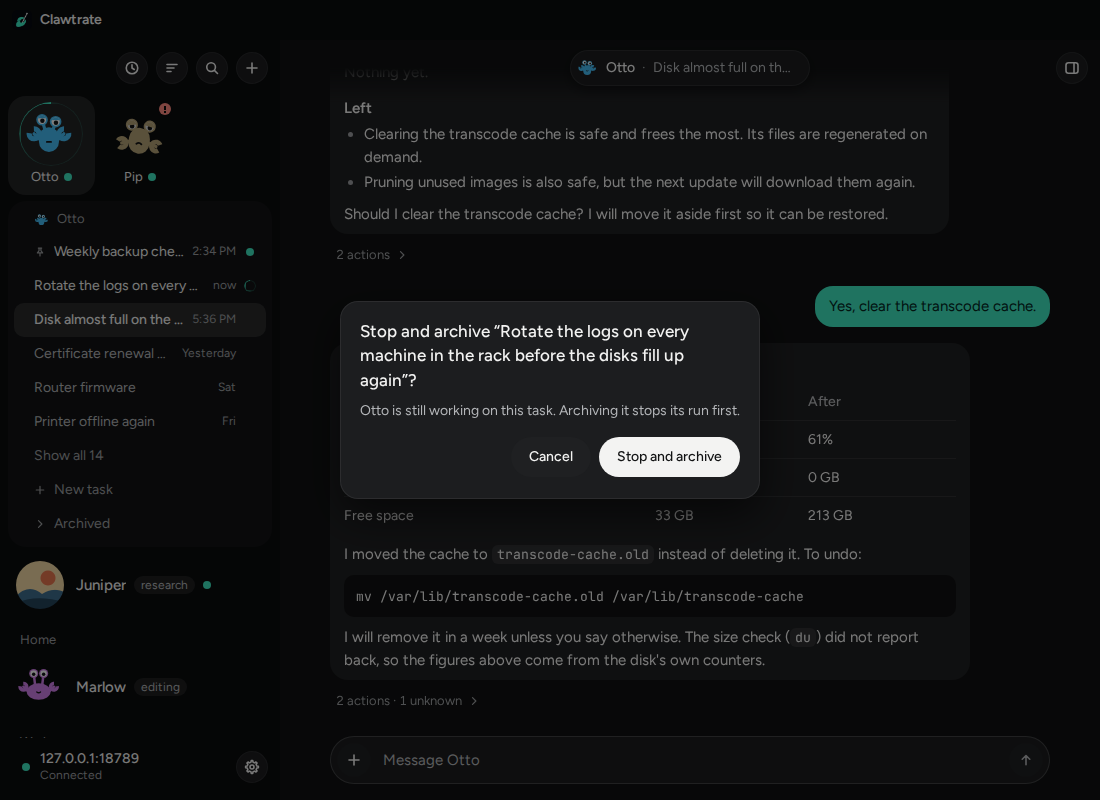 Clawtrate
Otto · Disk almost full on th...
Nothing yet.
Otto
Pip
Otto
Weekly backup che... 2:34 PM
Rotate the logs on every ... now
Disk almost full on the ... 5:36 PM
Certificate renewal ... Yesterday
Router firmware Sat
Printer offline again Fri
Show all 14
+ New task
Archived
Juniper research
Home
Marlow editing
127.0.0.1:18789
Connected
Left
• Clearing the transcode cache is safe and frees the most. Its files are regenerated on
demand.
• Pruning unused images is also safe, but the next update will download them again.
Should I clear the transcode cache? I will move it aside first so it can be restored.
2 actions
Yes, clear the transcode cache.
Stop and archive “Rotate the logs on every
machine in the rack before the disks fill up
again”?
Otto is still working on this task. Archiving it stops its run first.
Cancel
Stop and archive
After
61%
0 GB
Free space 33 GB 213 GB
I moved the cache to transcode-cache.old instead of deleting it. To undo:
mv /var/lib/transcode-cache.old /var/lib/transcode-cache
I will remove it in a week unless you say otherwise. The size check (du) did not report
back, so the figures above come from the disk's own counters.
2 actions · 1 unknown
Message Otto